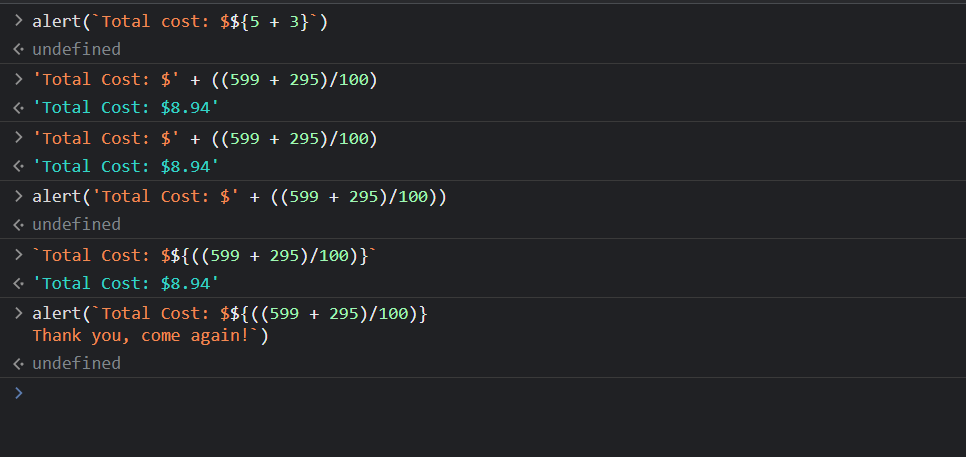 > alert(`Total cost: $${5 + 3}`)
<· undefined
> 'Total Cost: $' + ((599 + 295)/100)
<· 'Total Cost: $8.94'
> 'Total Cost: $' + ((599 + 295)/100)
<· 'Total Cost: $8.94'
> alert('Total Cost: $' + ((599 + 295)/100))
<· undefined
> `Total Cost: $${((599 + 295)/100)}`
<· 'Total Cost: $8.94'
> alert(`Total Cost: $${((599 + 295)/100)}
Thank you, come again!`)
<· undefined
>